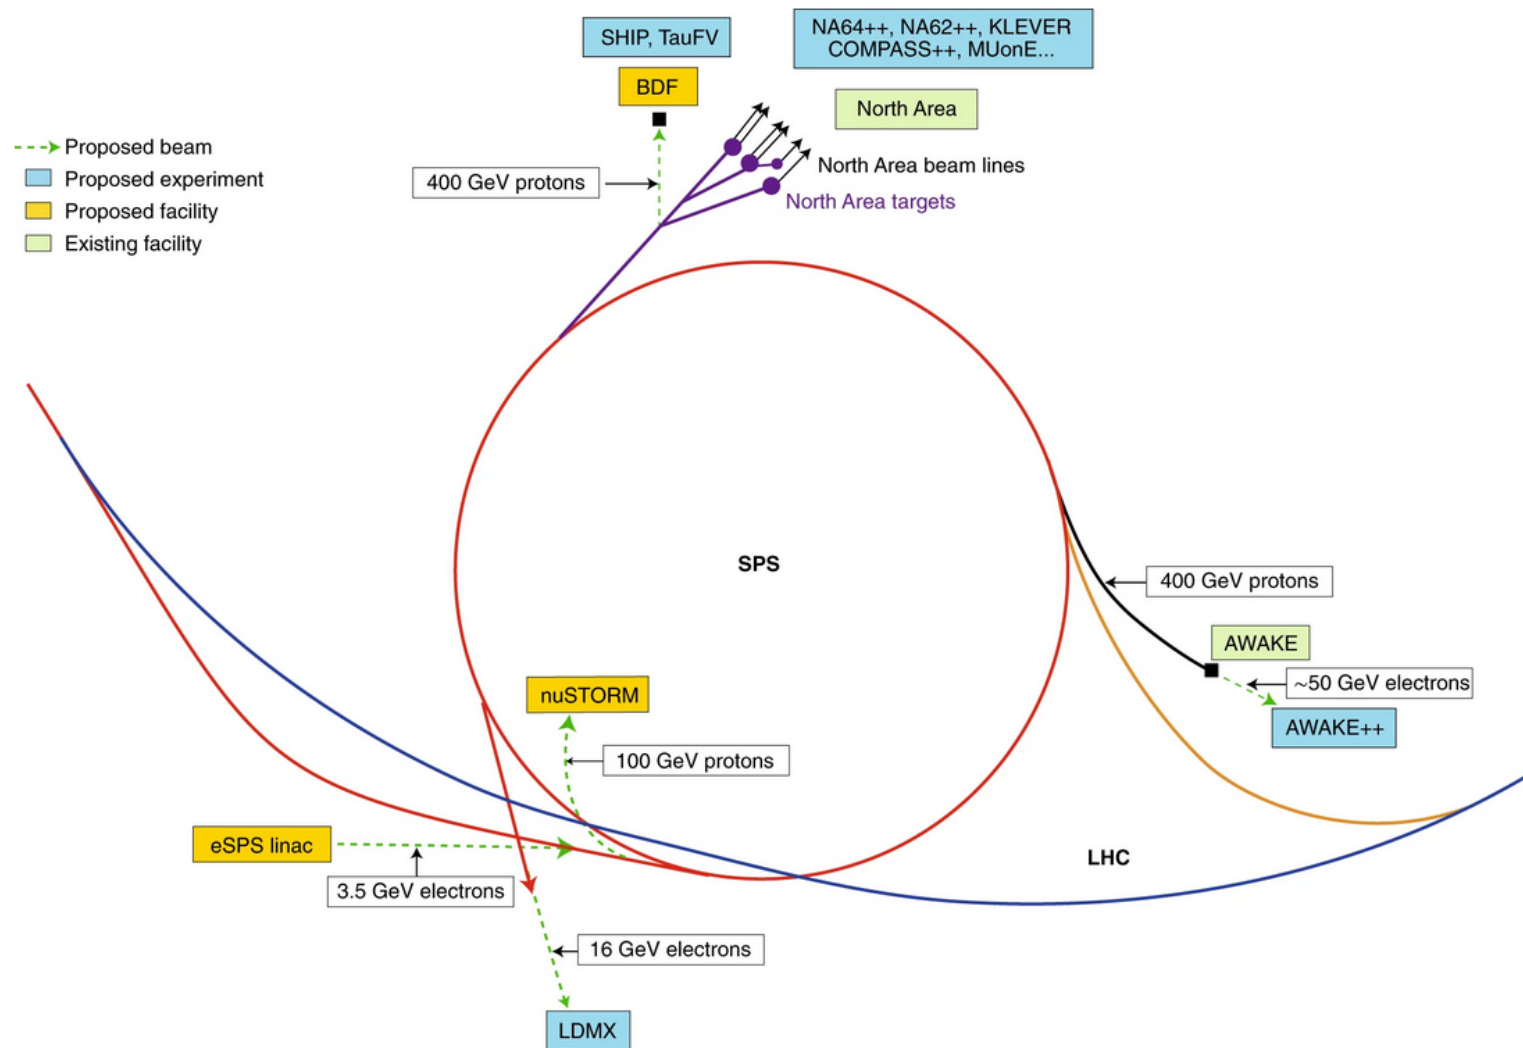 SHIP, TauFV
NA64++, NA62++, KLEVER
COMPASS++, MUonE...
BDF
North Area
Proposed beam
Proposed experiment
Proposed facility
Existing facility
400 GeV protons
North Area beam lines
North Area targets
SPS
400 GeV protons
AWAKE
~50 GeV electrons
AWAKE++
nuSTORM
100 GeV protons
eSPS linac
LHC
3.5 GeV electrons
16 GeV electrons
LDMX